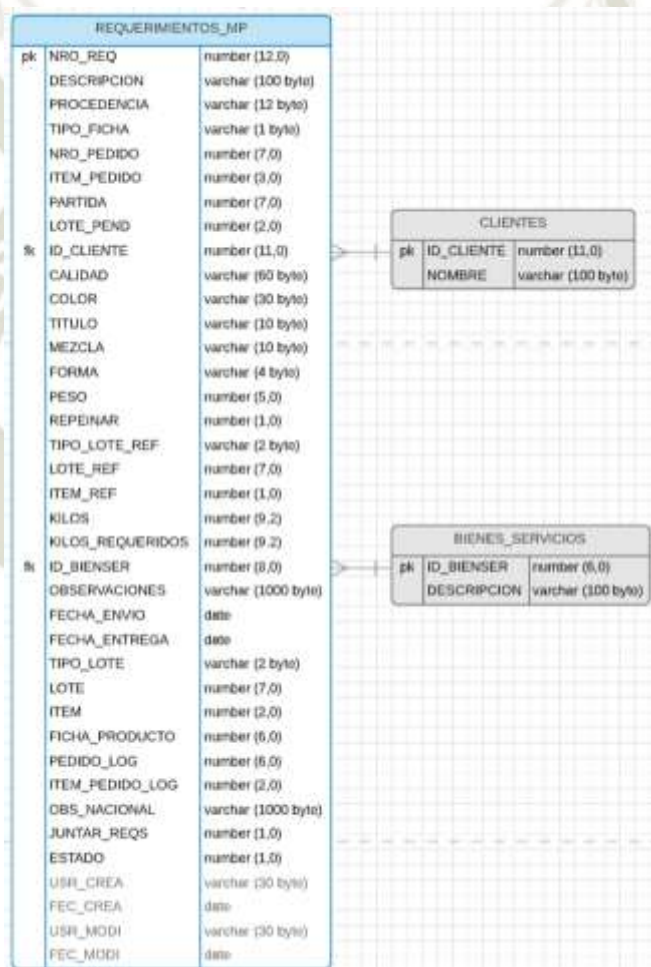 REQUERIMIENTOS_MP
pk NRO_REQ number (12,0)
DESCRIPCION varchar (100 byte)
PROCEDENCIA varchar (12 byte)
TIPO_FICHA varchar (1 byte)
NRO_PEDIDO number (7,0)
ITEM_PEDIDO number (3,0)
PARTIDA number (7,0)
LOTE_PEND number (2,0)
fk ID_CLIENTE number (11,0)
CALIDAD varchar (60 byte)
COLOR varchar (30 byte)
TITULO varchar (10 byte)
MEZCLA varchar (10 byte)
FORMA varchar (4 byte)
PESO number (5,0)
REPEINAR number (1,0)
TIPO_LOTE_REF varchar (2 byte)
LOTE_REF number (7,0)
ITEM_REF number (1,0)
KILOS number (9,2)
KILOS_REQUERIDOS number (9,2)
fk ID_BIENSER number (8,0)
OBSERVACIONES varchar (1000 byte)
FECHA_ENVIO date
FECHA_ENTREGA date
TIPO_LOTE varchar (2 byte)
LOTE number (7,0)
ITEM number (2,0)
FICHA_PRODUCTO number (6,0)
PEDIDO_LOG number (6,0)
ITEM_PEDIDO_LOG number (2,0)
OBS_NACIONAL varchar (1000 byte)
JUNTAR_REQS number (1,0)
ESTADO number (1,0)
USR_CREA varchar (30 byte)
FEC_CREA date
USR_MODI varchar (30 byte)
FEC_MODI date
CLIENTES
pk ID_CLIENTE number (11,0)
NOMBRE varchar (100 byte)
BIENES_SERVICIOS
pk ID_BIENSER number (6,0)
DESCRIPCION varchar (100 byte)